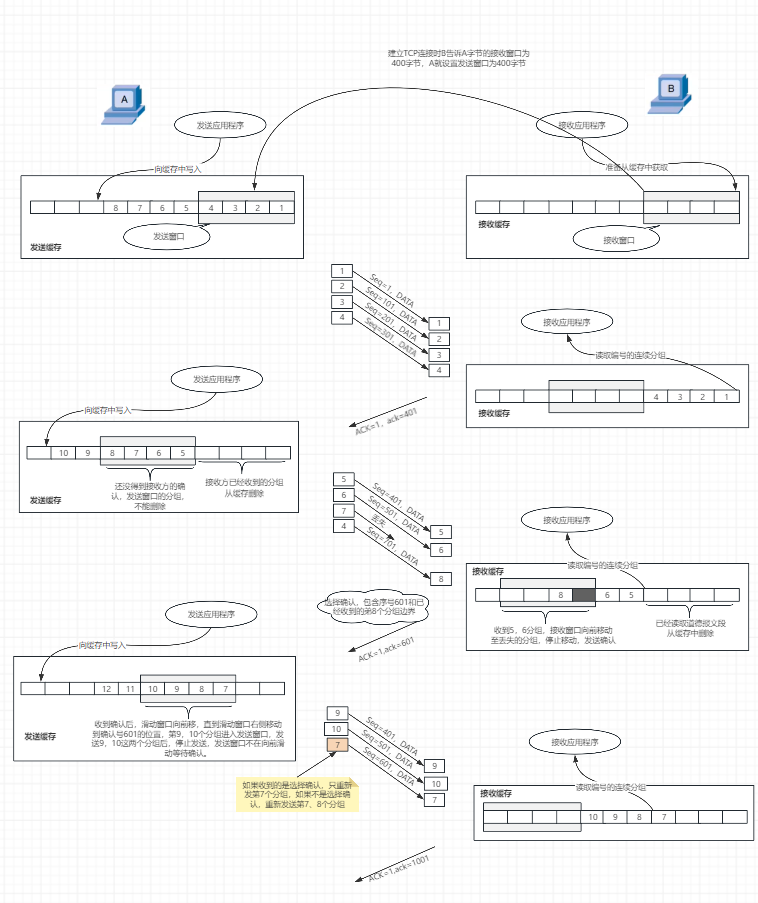 建立TCP连接时B告诉A字节的接收窗口为
400字节，A就设置发送窗口为400字节
A
B
发送应用程序
接收应用程序
向缓存中写入
准备从缓存中获取
8 7 6 5 4 3 2 1
发送窗口
发送缓存
接收缓存
接收窗口
1
2
3
4
Seq=1，DATA
Seq=101，DATA
Seq=201，DATA
Seq=301，DATA
1
2
3
4
接收应用程序
读取编号的连续分组
4 3 2 1
接收缓存
ACK=1，ack=401
发送应用程序
向缓存中写入
10 9 8 7 6 5
还没得到接收方的确
认，发送窗口的分组，
不能删除
接收方已经收到的分组
从缓存删除
发送缓存
5
6
7
4
Seq=401，DATA
Seq=501，DATA
丢失
Seq=701，DATA
5
6
8
接收应用程序
读取编号的连续分组
接收缓存
8 6 5
收到5，6分组，接收窗口向前移动
至丢失的分组，停止移动，发送确认
已经读取道德报文段
从缓存中删除
选择确认，包含序号601和已
经收到的第8个分组边界
ACK=1,ack=601
发送应用程序
向缓存中写入
12 11 10 9 8 7
收到确认后，滑动窗口向前移，直到滑动窗口右侧移动
到确认号601的位置，第9，10个分组进入发送窗口，发
送9，10这两个分组后，停止发送，发送窗口不在向前滑
动等待确认。
发送缓存
9
10
7
Seq=401，DATA
Seq=501，DATA
Seq=601，DATA
9
10
7
如果收到的是选择确认，只重新
发第7个分组，如果不是选择确
认，重新发送第7，8个分组
接收应用程序
读取编号的连续分组
接收缓存
10 9 8 7
ACK=1,ack=1001